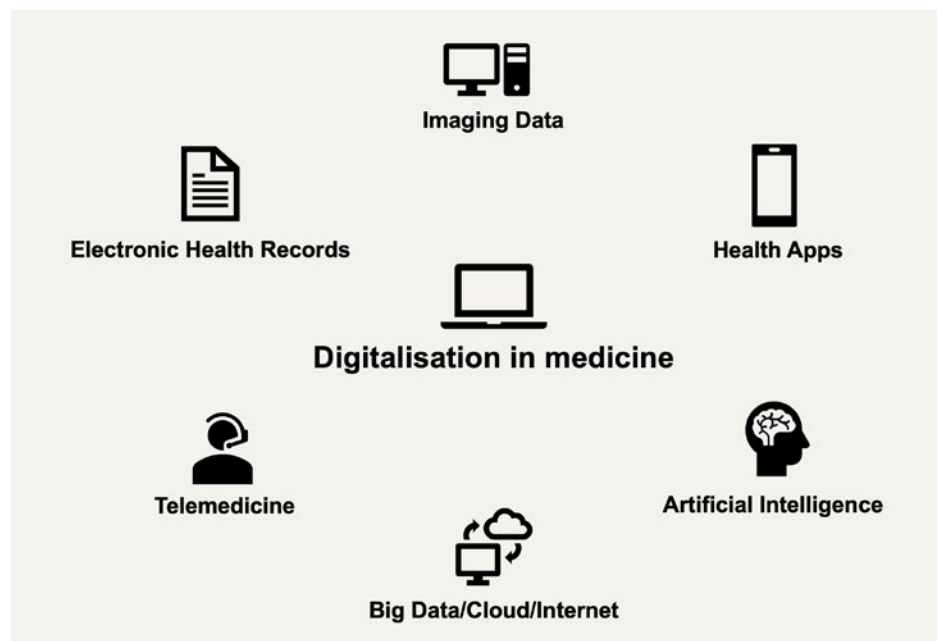 Imaging Data
Electronic Health Records
Health Apps
Digitalisation in medicine
Telemedicine
Artificial Intelligence
Big Data/Cloud/Internet